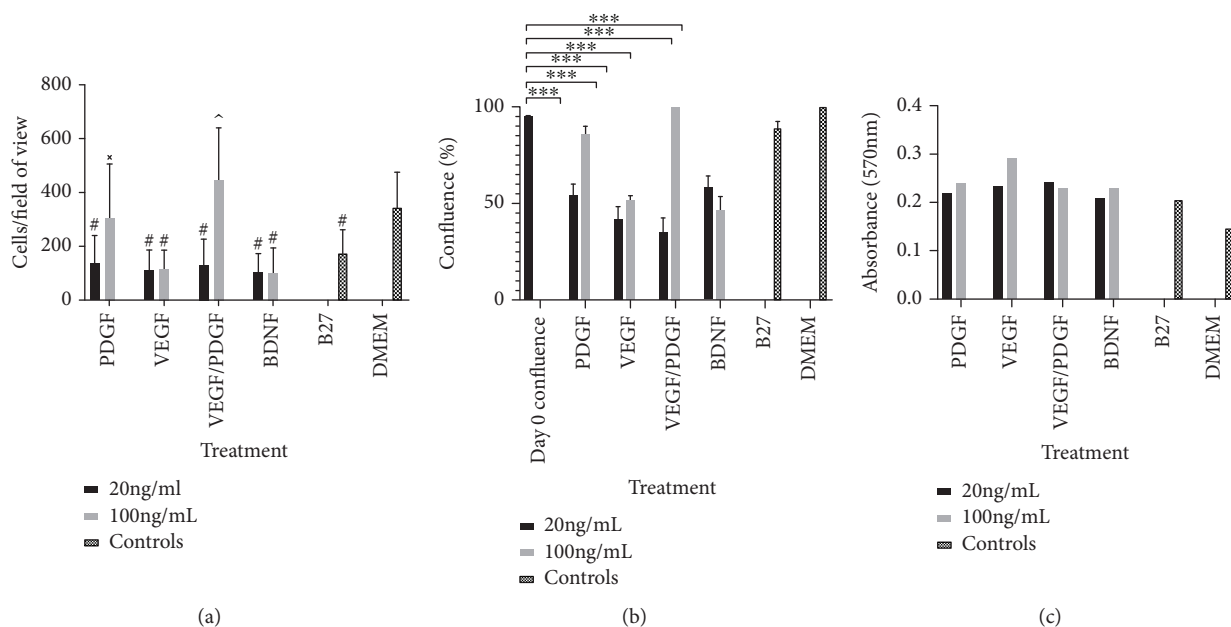 800
600
400
200
0
Cells/field of view
#
×
#
#
#
^
#
#
#
PDGF
VEGF
VEGF/PDGF
BDNF
B27
DMEM
Treatment
20ng/ml
100ng/mL
Controls
(a)
***
***
***
***
***
***
100
50
0
Confluence (%)
Day 0 confluence
PDGF
VEGF
VEGF/PDGF
BDNF
B27
DMEM
Treatment
20ng/mL
100ng/mL
Controls
(b)
0.4
0.3
0.2
0.1
0.0
Absorbance (570nm)
PDGF
VEGF
VEGF/PDGF
BDNF
B27
DMEM
Treatment
20ng/mL
100ng/mL
Controls
(c)